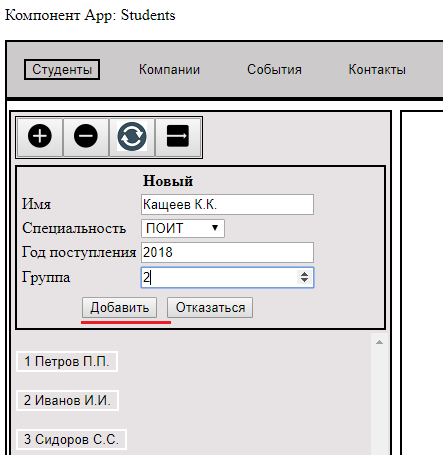 Компонент App: Students
Студенты Компании События Контакты
Новый
Имя Кащеев К.К.
Специальность ПОИТ
Год поступления 2018
Группа 2
Добавить Отказаться
1 Петров П.П.
2 Иванов И.И.
3 Сидоров С.С.